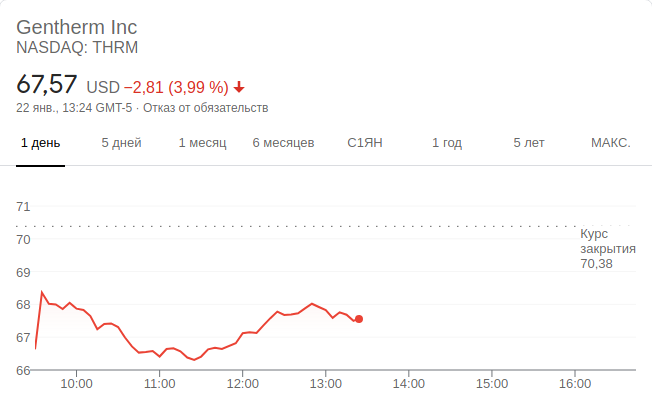 Gentherm Inc
NASDAQ: THRM
67,57 USD −2,81 (3,99 %)
22 янв., 13:24 GMT-5 · Отказ от обязательств
1 день 5 дней 1 месяц 6 месяцев С1ЯН 1 год 5 лет МАКС.
71
Курс
70 закрытия
70,38
69
68
67
66
10:00 11:00 12:00 13:00 14:00 15:00 16:00